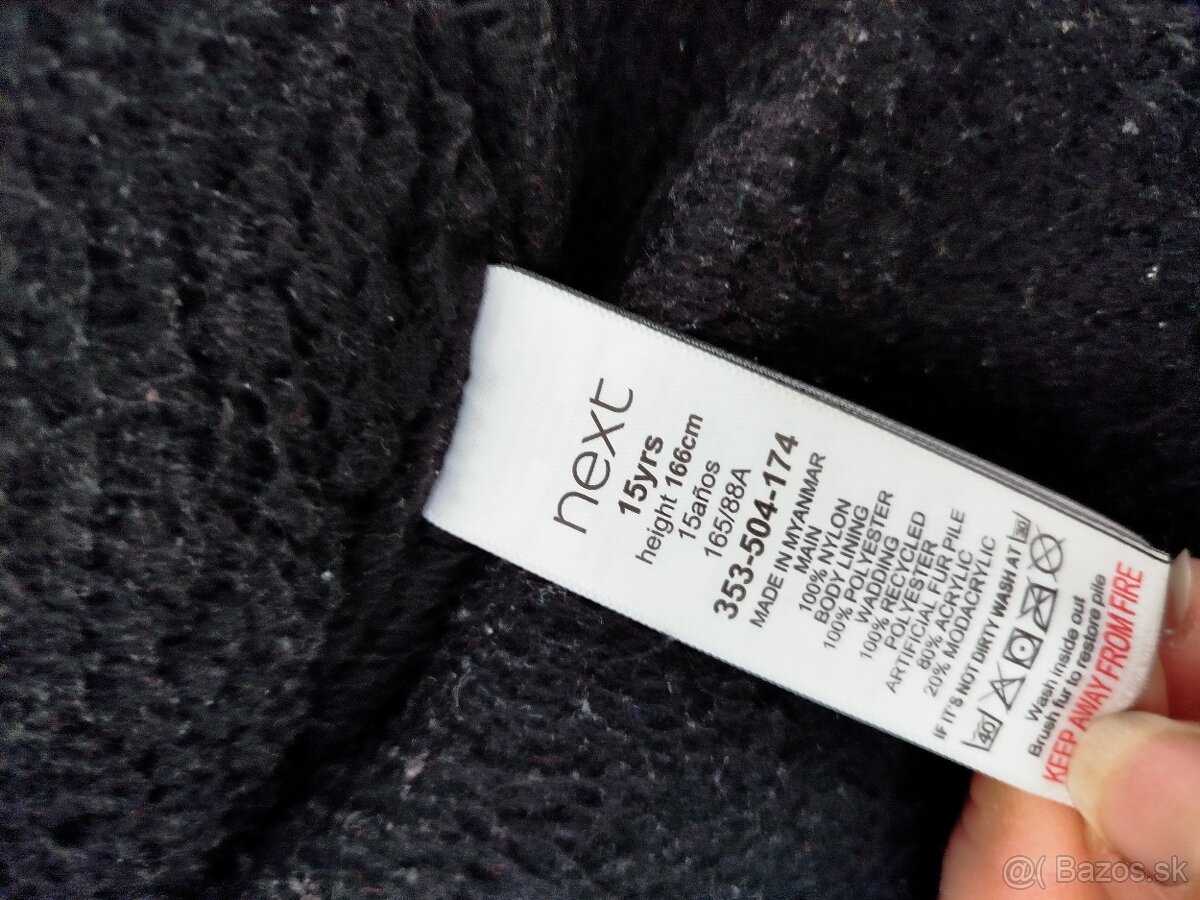 next
15yrs
height 166cm
15años
165/88A
353-504-174
MADE IN MYANMAR
MAIN
100% NYLON
BODY LINING
100% POLYESTER
WADDING
100% RECYCLED
POLYESTER
ARTIFICIAL FUR PILE
80% ACRYLIC
20% MODACRYLIC
IF IT'S NOT DIRTY WASH AT 30
40
Wash inside out
Brush fur to restore pile
KEEP AWAY FROM FIRE
@( Bazos.sk